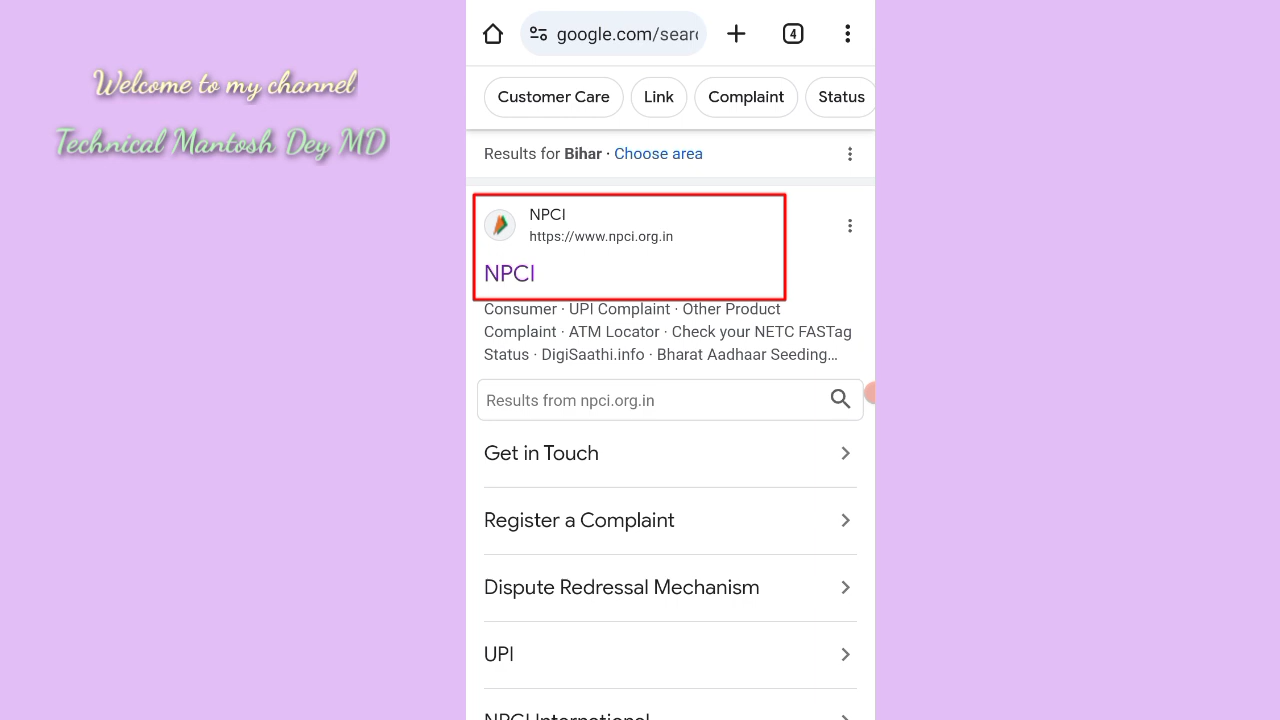 Welcome to my channel
Technical Mantosh Dey MD
google.com/sear
4
Customer Care
Link
Complaint
Status
Results for Bihar · Choose area
NPCI
https://www.npci.org.in
NPCI
Consumer · UPI Complaint · Other Product
Complaint · ATM Locator · Check your NETC FASTag
Status · DigiSaathi.info · Bharat Aadhaar Seeding...
Results from npci.org.in
Get in Touch
Register a Complaint
Dispute Redressal Mechanism
UPI
NPCI International